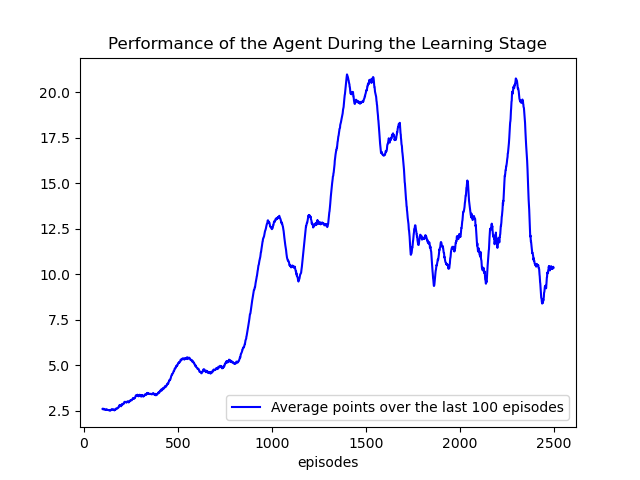 Performance of the Agent During the Learning Stage
20.0
17.5
15.0
12.5
10.0
7.5
5.0
2.5
Average points over the last 100 episodes
0 500 1000 1500 2000 2500
episodes